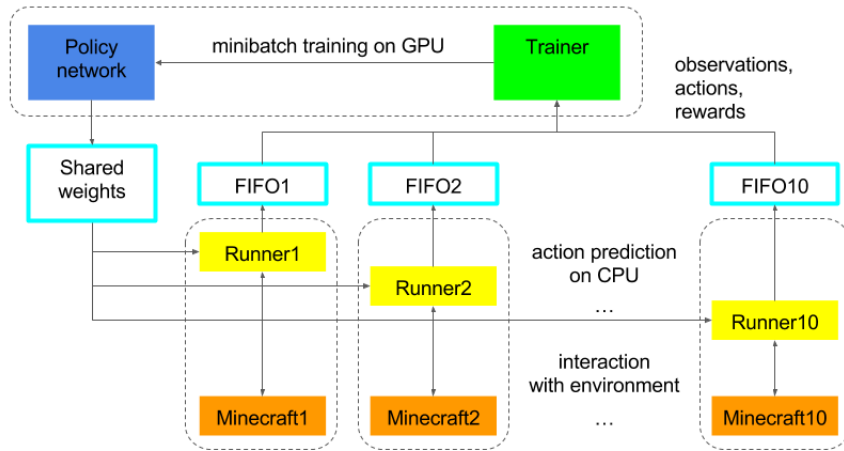 Policy
network
minibatch training on GPU
Trainer
observations,
actions,
rewards
Shared
weights
FIFO1
FIFO2
FIFO10
Runner1
action prediction
on CPU
Runner2
...
Runner10
interaction
with environment
Minecraft1
Minecraft2
...
Minecraft10